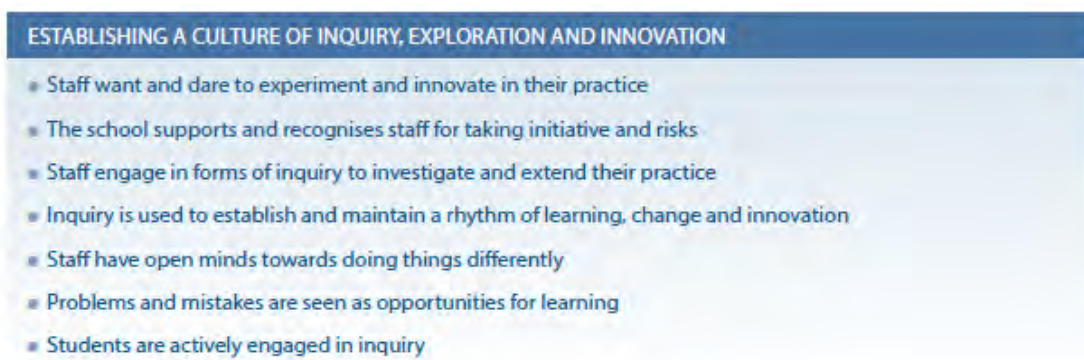 ESTABLISHING A CULTURE OF INQUIRY, EXPLORATION AND INNOVATION
▪ Staff want and dare to experiment and innovate in their practice
▪ The school supports and recognises staff for taking initiative and risks
▪ Staff engage in forms of inquiry to investigate and extend their practice
▪ Inquiry is used to establish and maintain a rhythm of learning, change and innovation
▪ Staff have open minds towards doing things differently
▪ Problems and mistakes are seen as opportunities for learning
▪ Students are actively engaged in inquiry